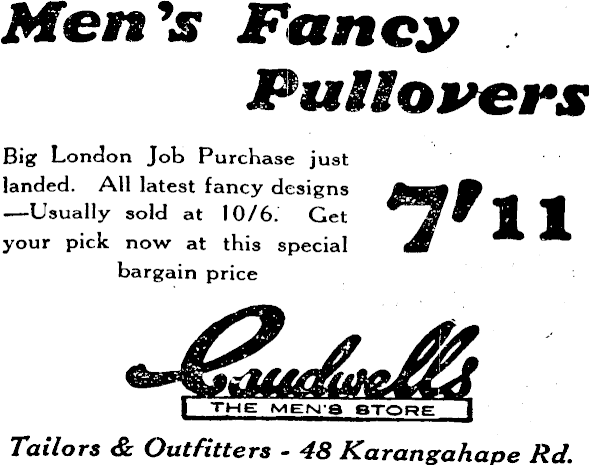 Men's Fancy
Pullovers
Big London Job Purchase just
landed. All latest fancy designs
—Usually sold at 10/6. Get
your pick now at this special
bargain price
7'11
Caudwells
THE MEN'S STORE
Tailors & Outfitters - 48 Karangahape Rd.